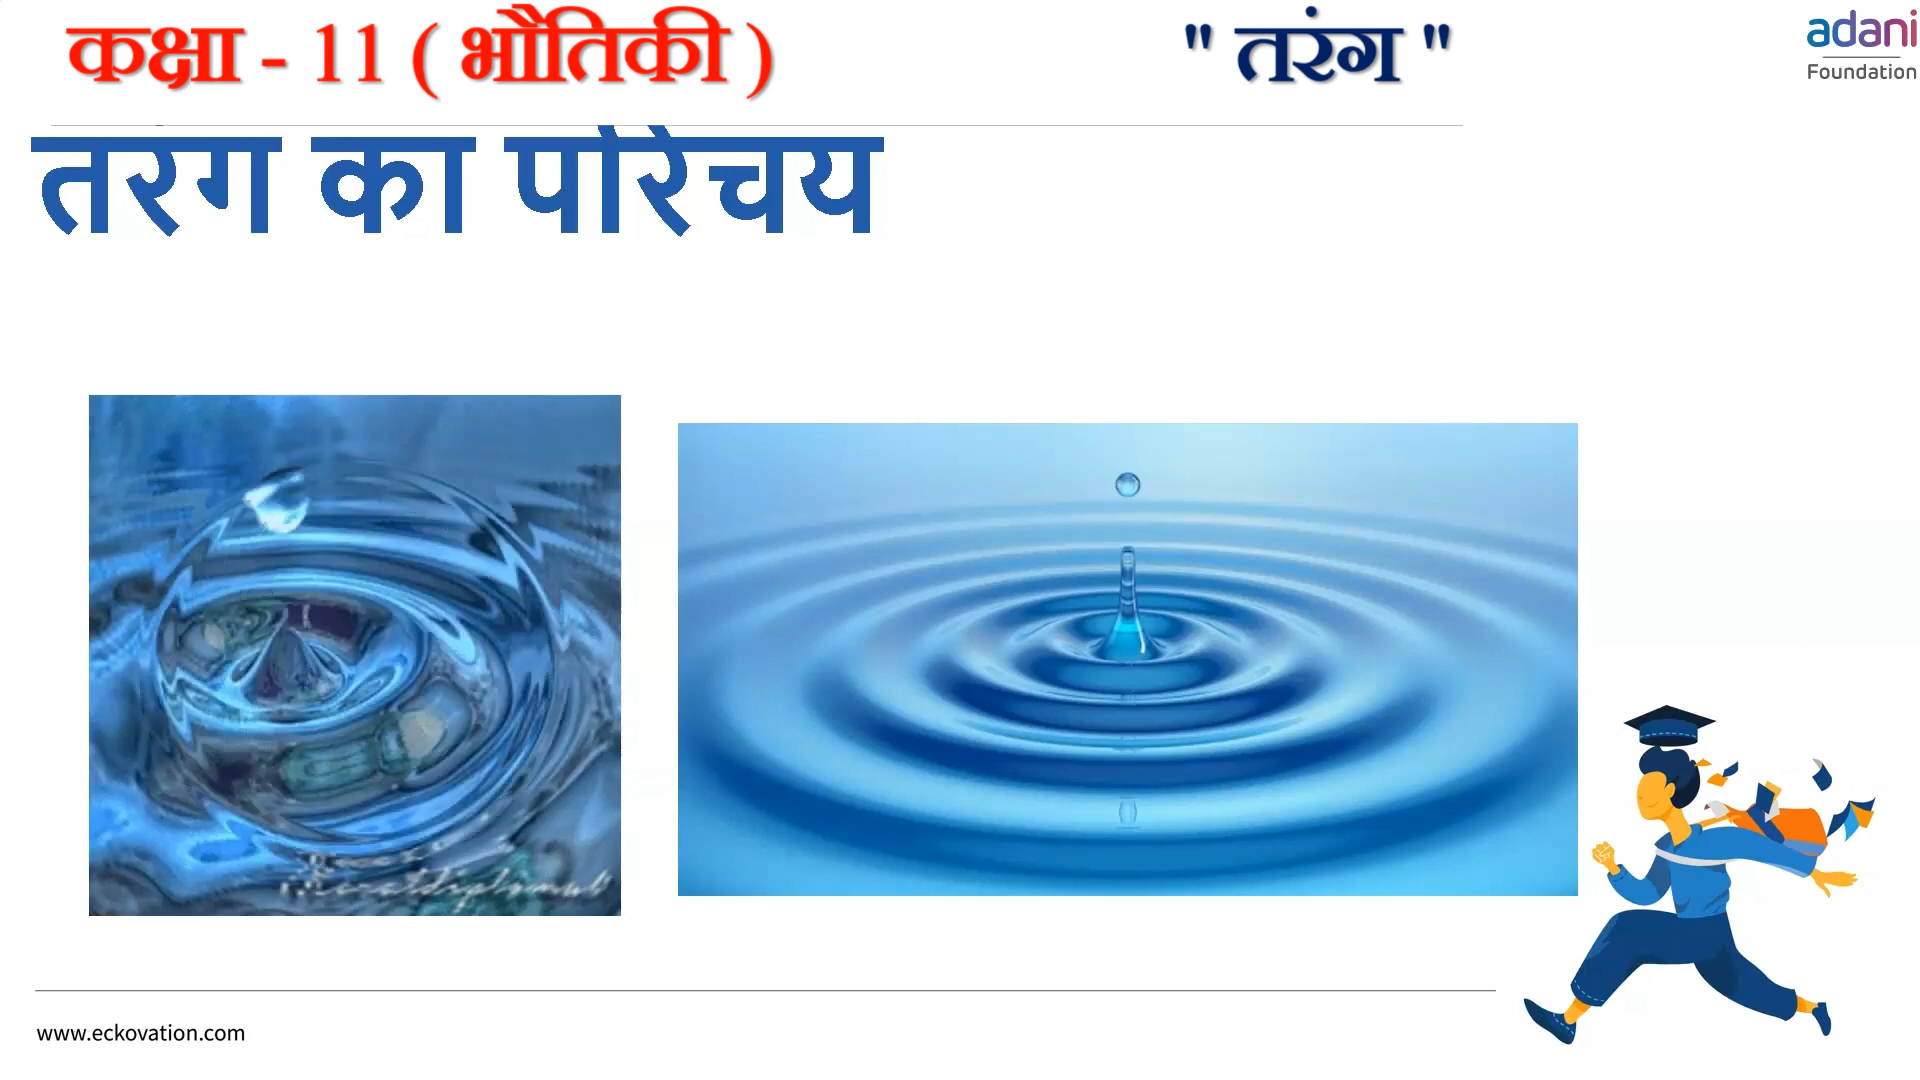 कक्षा - 11 ( भौतिकी )
" तरंग "
adani
Foundation
तरंग का परिचय
www.eckovation.com